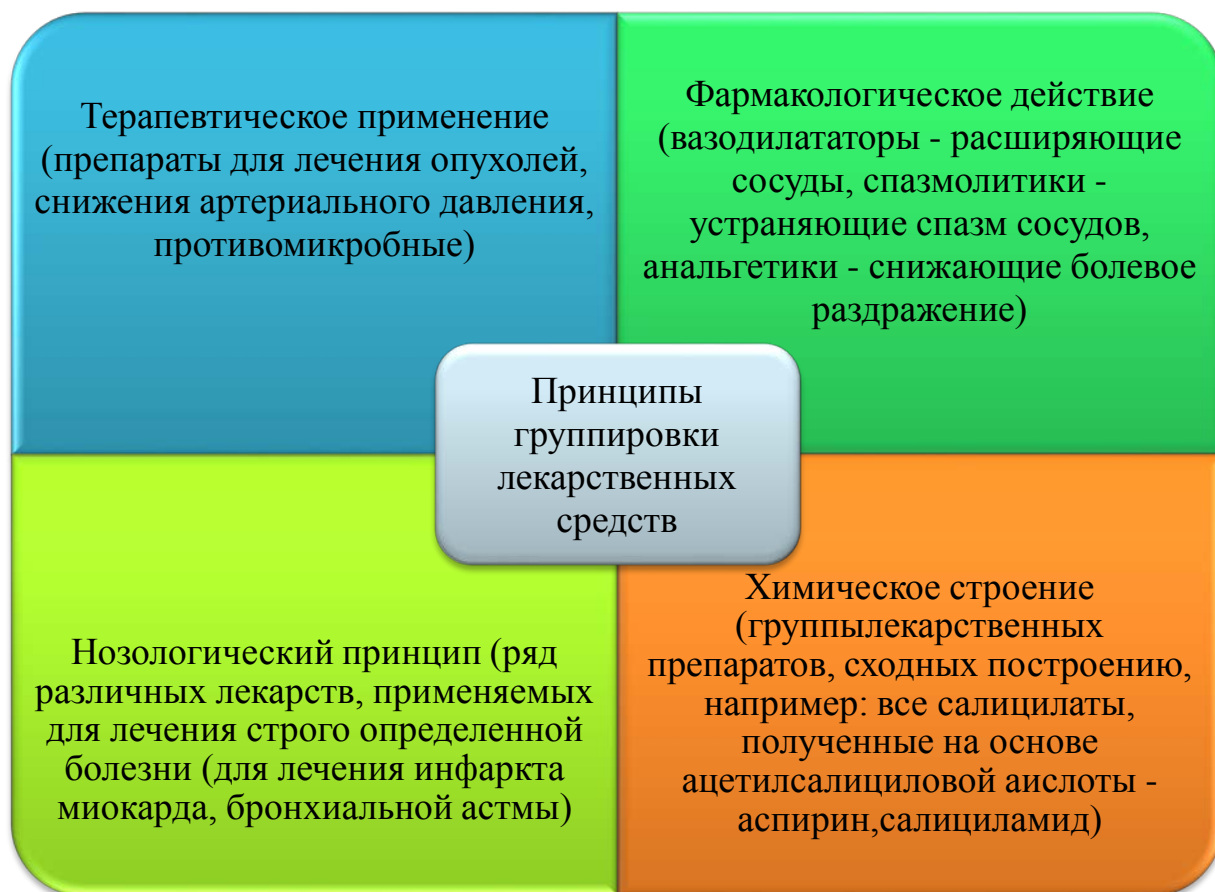 Терапевтическое применение
(препараты для лечения опухолей,
снижения артериального давления,
противомикробные)
Фармакологическое действие
(вазодилататоры - расширяющие
сосуды, спазмолитики -
устраняющие спазм сосудов,
анальгетики - снижающие болевое
раздражение)
Принципы
группировки
лекарственных
средств
Нозологический принцип (ряд
различных лекарств, применяемых
для лечения строго определенной
болезни (для лечения инфаркта
миокарда, бронхиальной астмы)
Химическое строение
(группылекарственных
препаратов, сходных построению,
например: все салицилаты,
полученные на основе
ацетилсалициловой аислоты -
аспирин,салициламид)